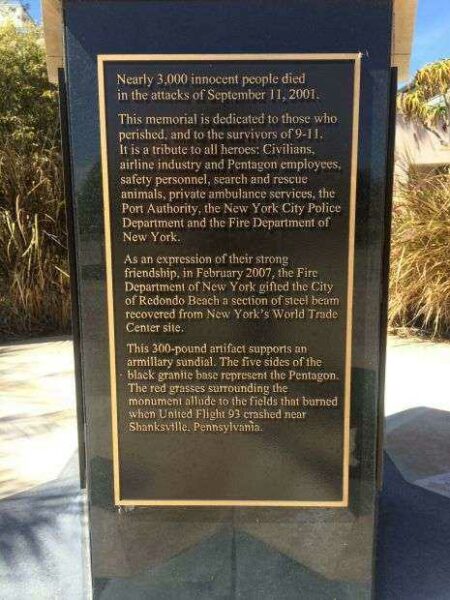 Nearly 3,000 innocent people died
in the attacks of September 11, 2001.
This memorial is dedicated to those who
perished, and to the survivors of 9-11.
It is a tribute to all heroes: Civilians,
airline industry and Pentagon employees,
safety personnel, search and rescue
animals, private ambulance services, the
Port Authority, the New York City Police
Department and the Fire Department of
New York.
As an expression of their strong
friendship, in February 2007, the Fire
Department of New York gifted the City
of Redondo Beach a section of steel beam
recovered from New York's World Trade
Center site.
This 300-pound artifact supports an
armillary sundial. The five sides of the
black granite base represent the Pentagon.
The red grasses surrounding the
monument allude to the fields that burned
when United Flight 93 crashed near
Shanksville, Pennsylvania.